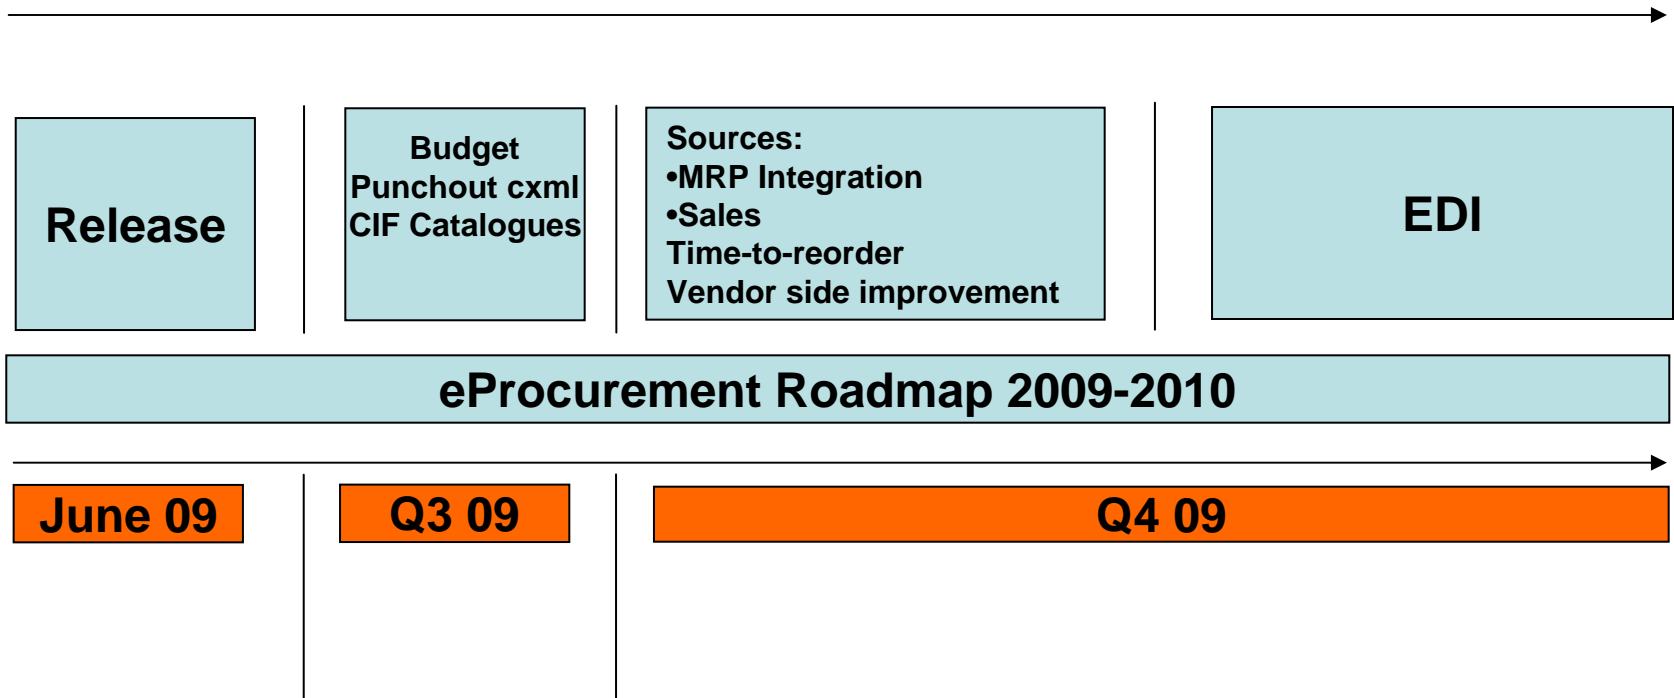 Release
Budget
Punchout cxml
CIF Catalogues
Sources:
•MRP Integration
•Sales
Time-to-reorder
Vendor side improvement
EDI
eProcurement Roadmap 2009-2010
June 09
Q3 09
Q4 09